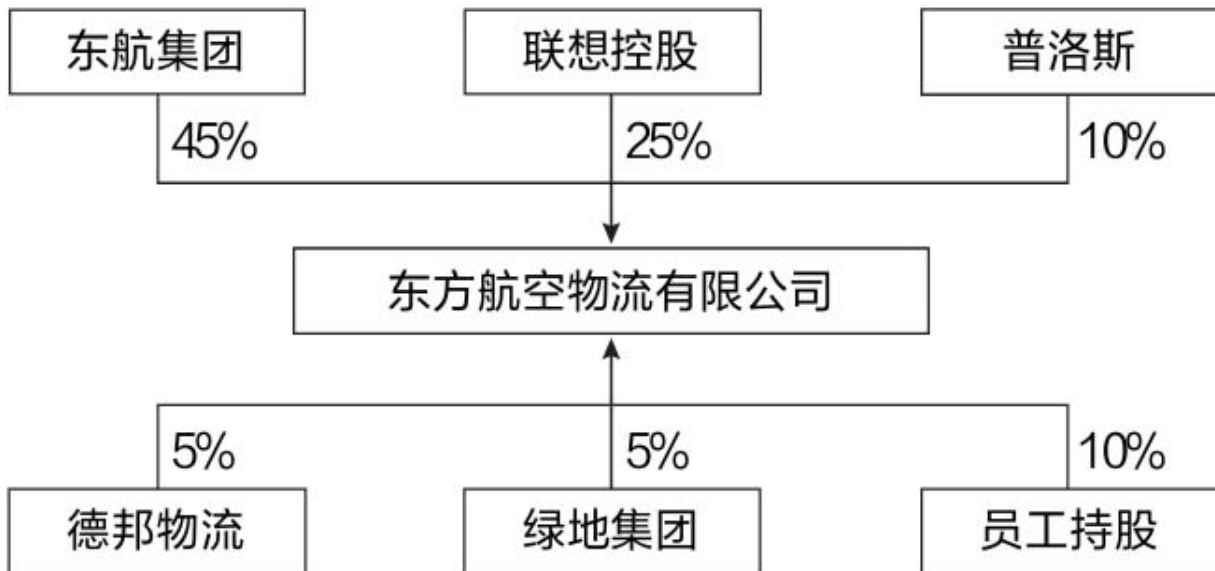 东航集团
联想控股
普洛斯
45%
25%
10%
东方航空物流有限公司
5%
5%
10%
德邦物流
绿地集团
员工持股